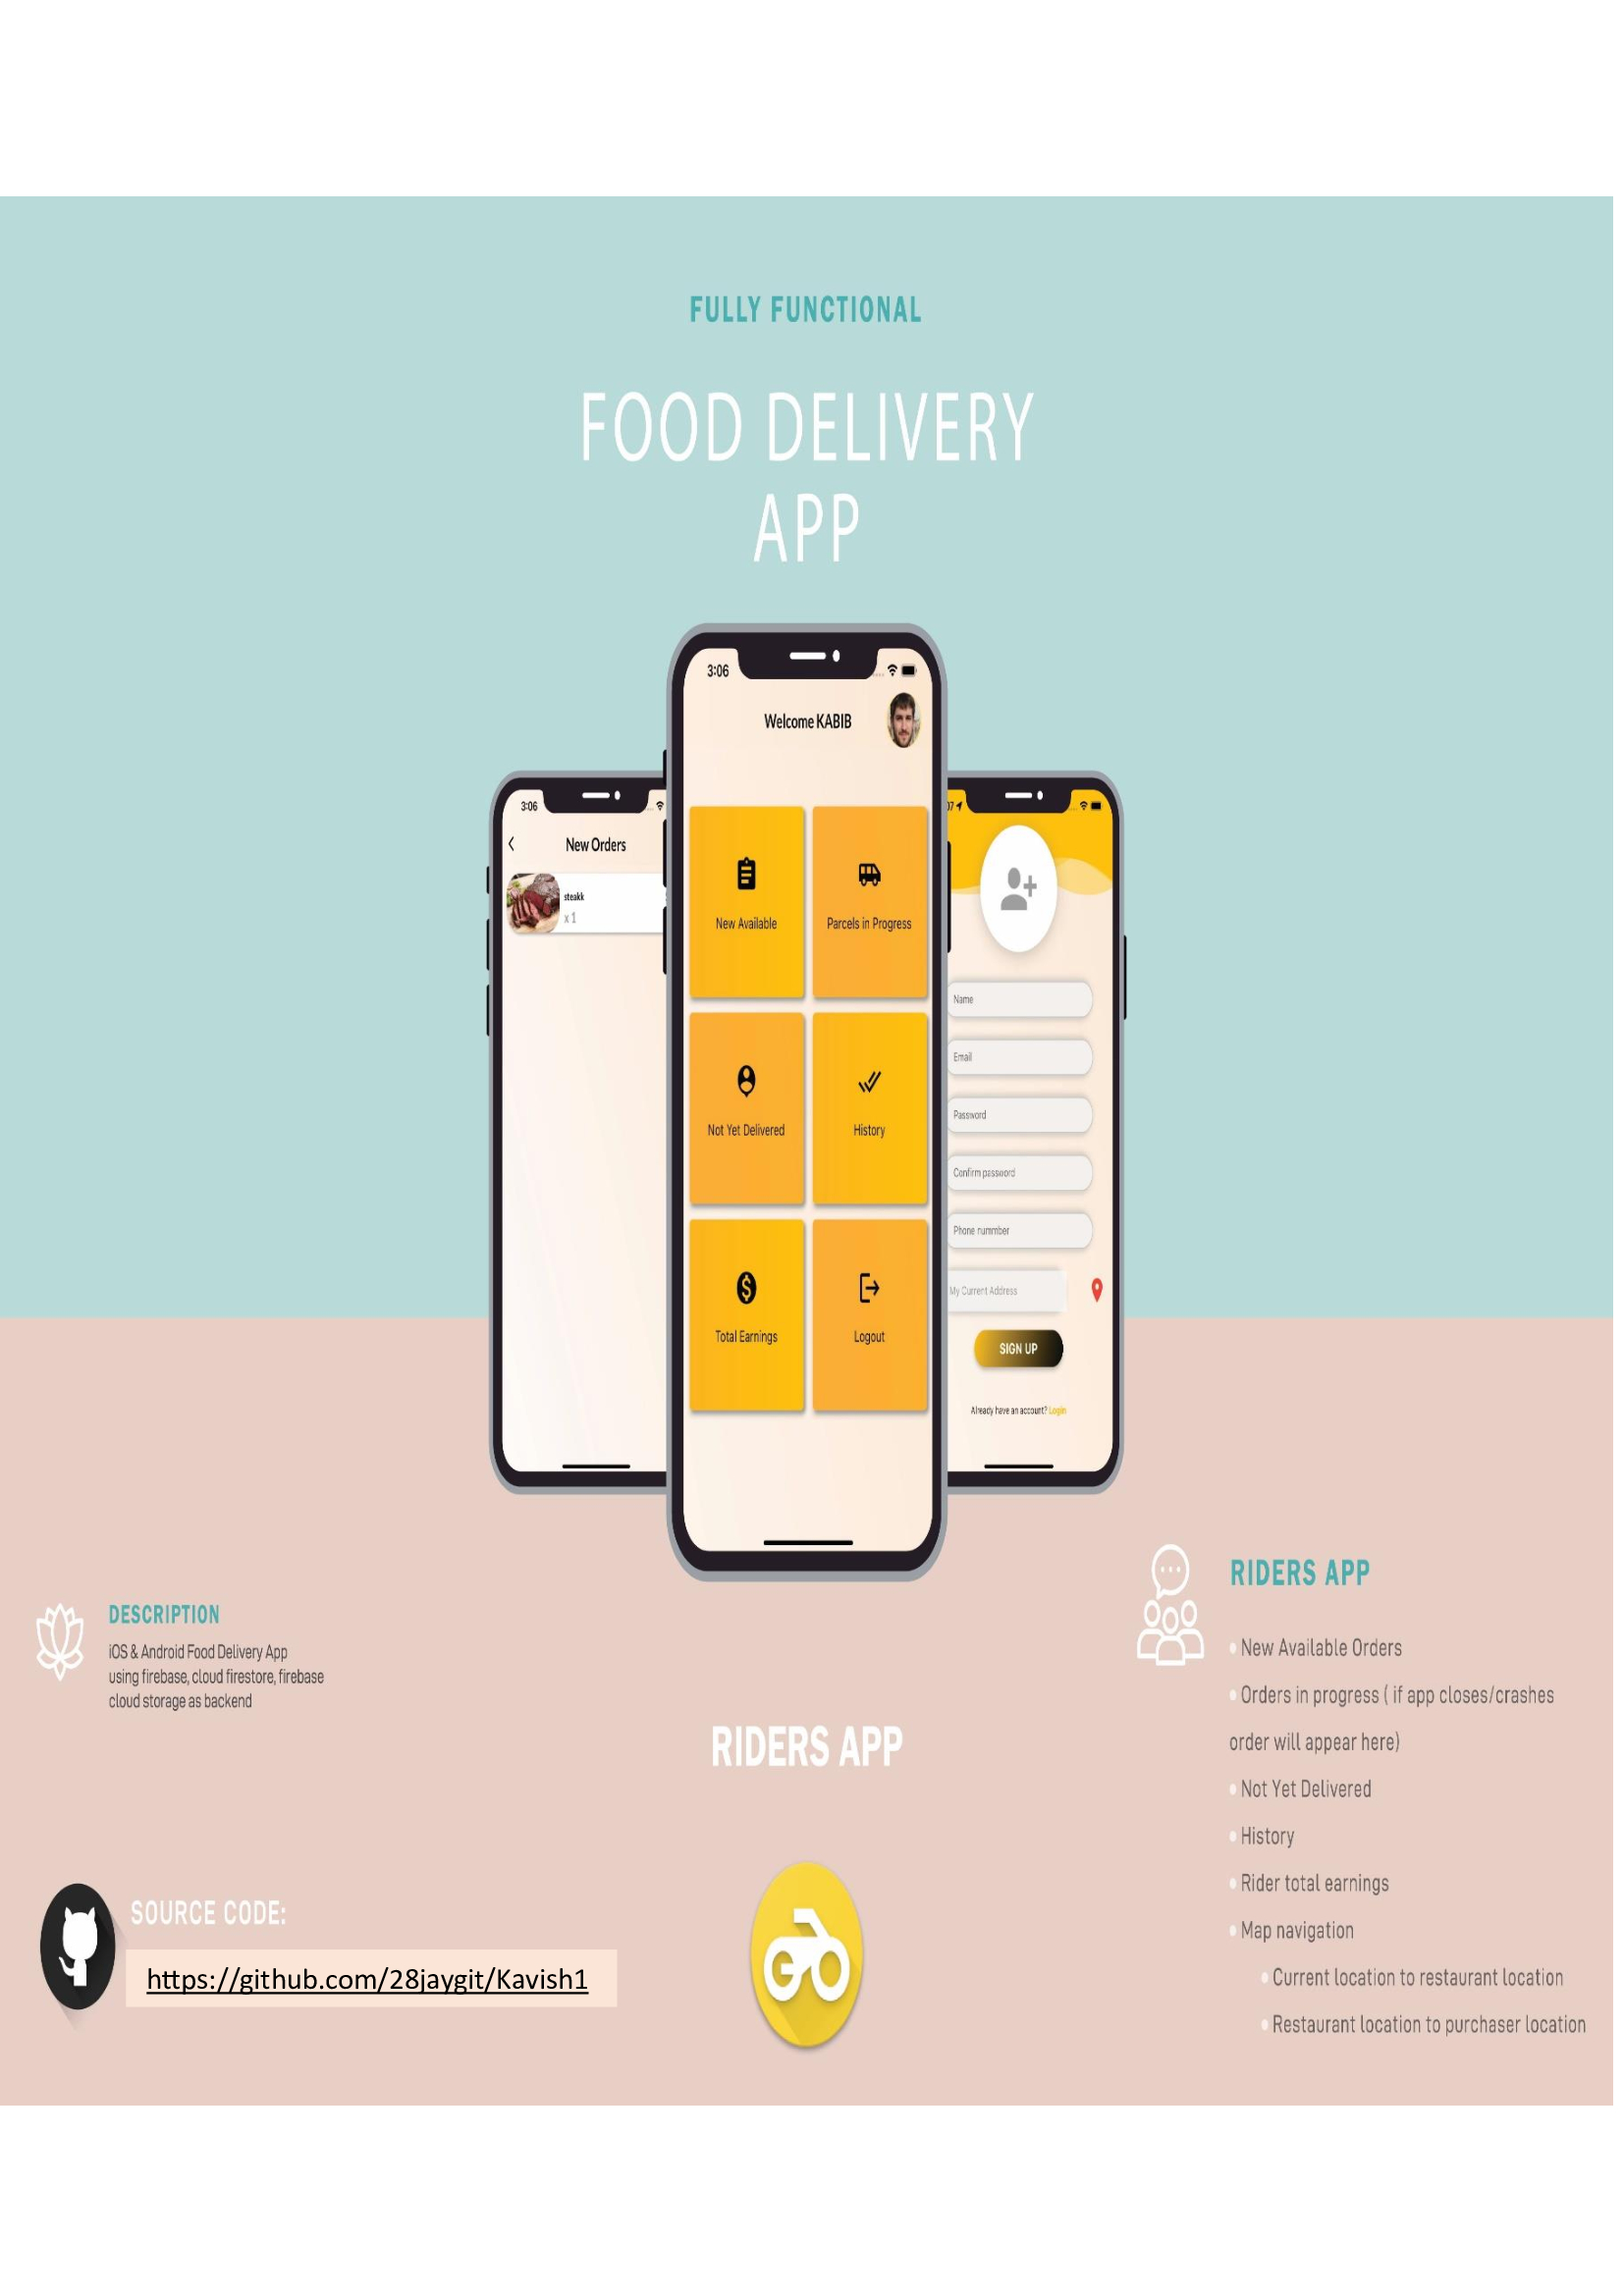 FULLY FUNCTIONAL
FOOD DELIVERY
APP
3:06
Welcome KABIB
New Available
Parcels in Progress
Not Yet Delivered
History
Total Earnings
Logout
3:06
New Orders
steakk
x 1
Name
Email
Password
Confirm password
Phone nummber
My Current Address
SIGN UP
Already have an account? Login
DESCRIPTION
iOS & Android Food Delivery App
using firebase, cloud firestore, firebase
cloud storage as backend
RIDERS APP
SOURCE CODE:
https://github.com/28jaygit/Kavish1
RIDERS APP
• New Available Orders
• Orders in progress ( if app closes/crashes
order will appear here)
• Not Yet Delivered
• History
• Rider total earnings
• Map navigation
• Current location to restaurant location
• Restaurant location to purchaser location